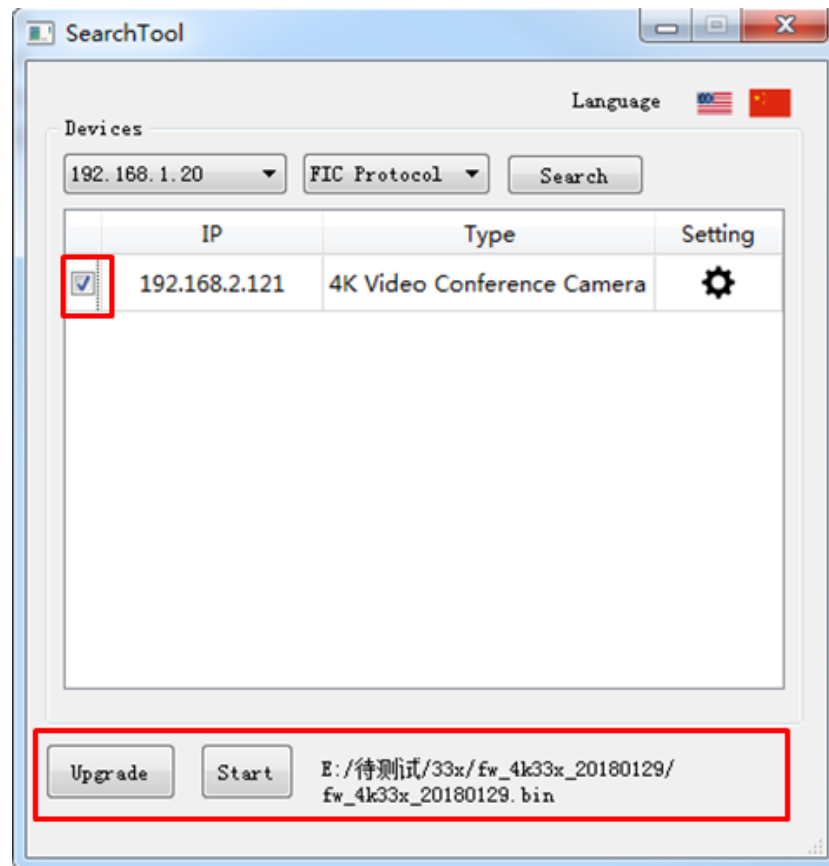 SearchTool
Language
Devices
192.168.1.20 FIC Protocol Search
IP Type Setting
192.168.2.121 4K Video Conference Camera
Upgrade Start E:/待测试/33x/fw_4k33x_20180129/
fw_4k33x_20180129.bin